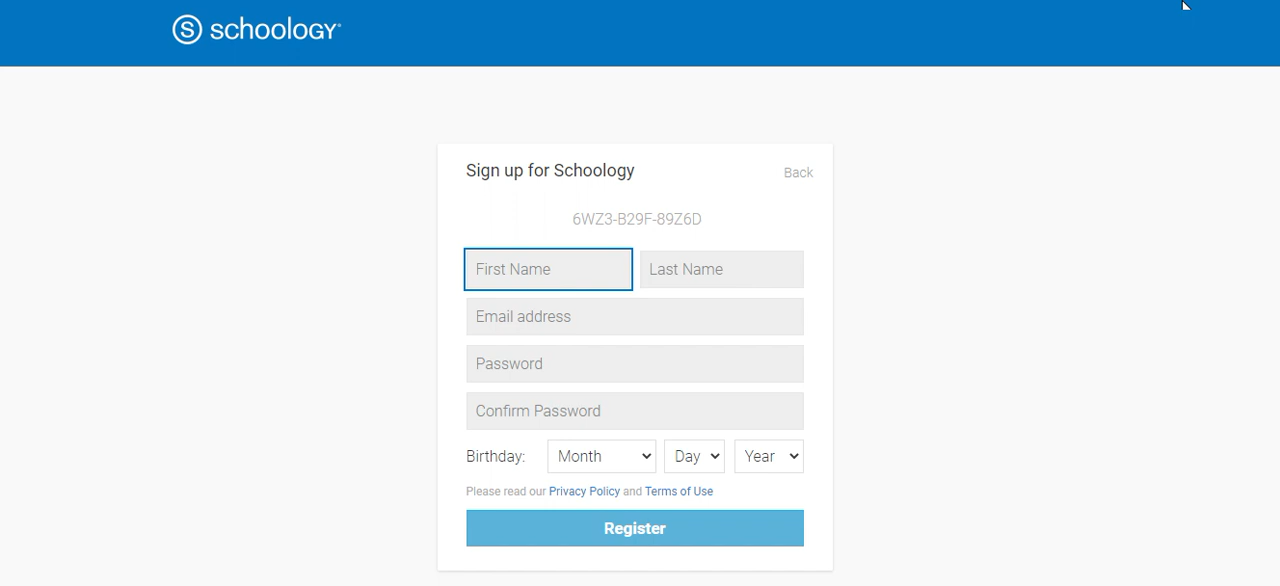 schoology®
Sign up for Schoology Back
6WZ3-B29F-89Z6D
First Name Last Name
Email address
Password
Confirm Password
Birthday: Month Day Year
Please read our Privacy Policy and Terms of Use
Register